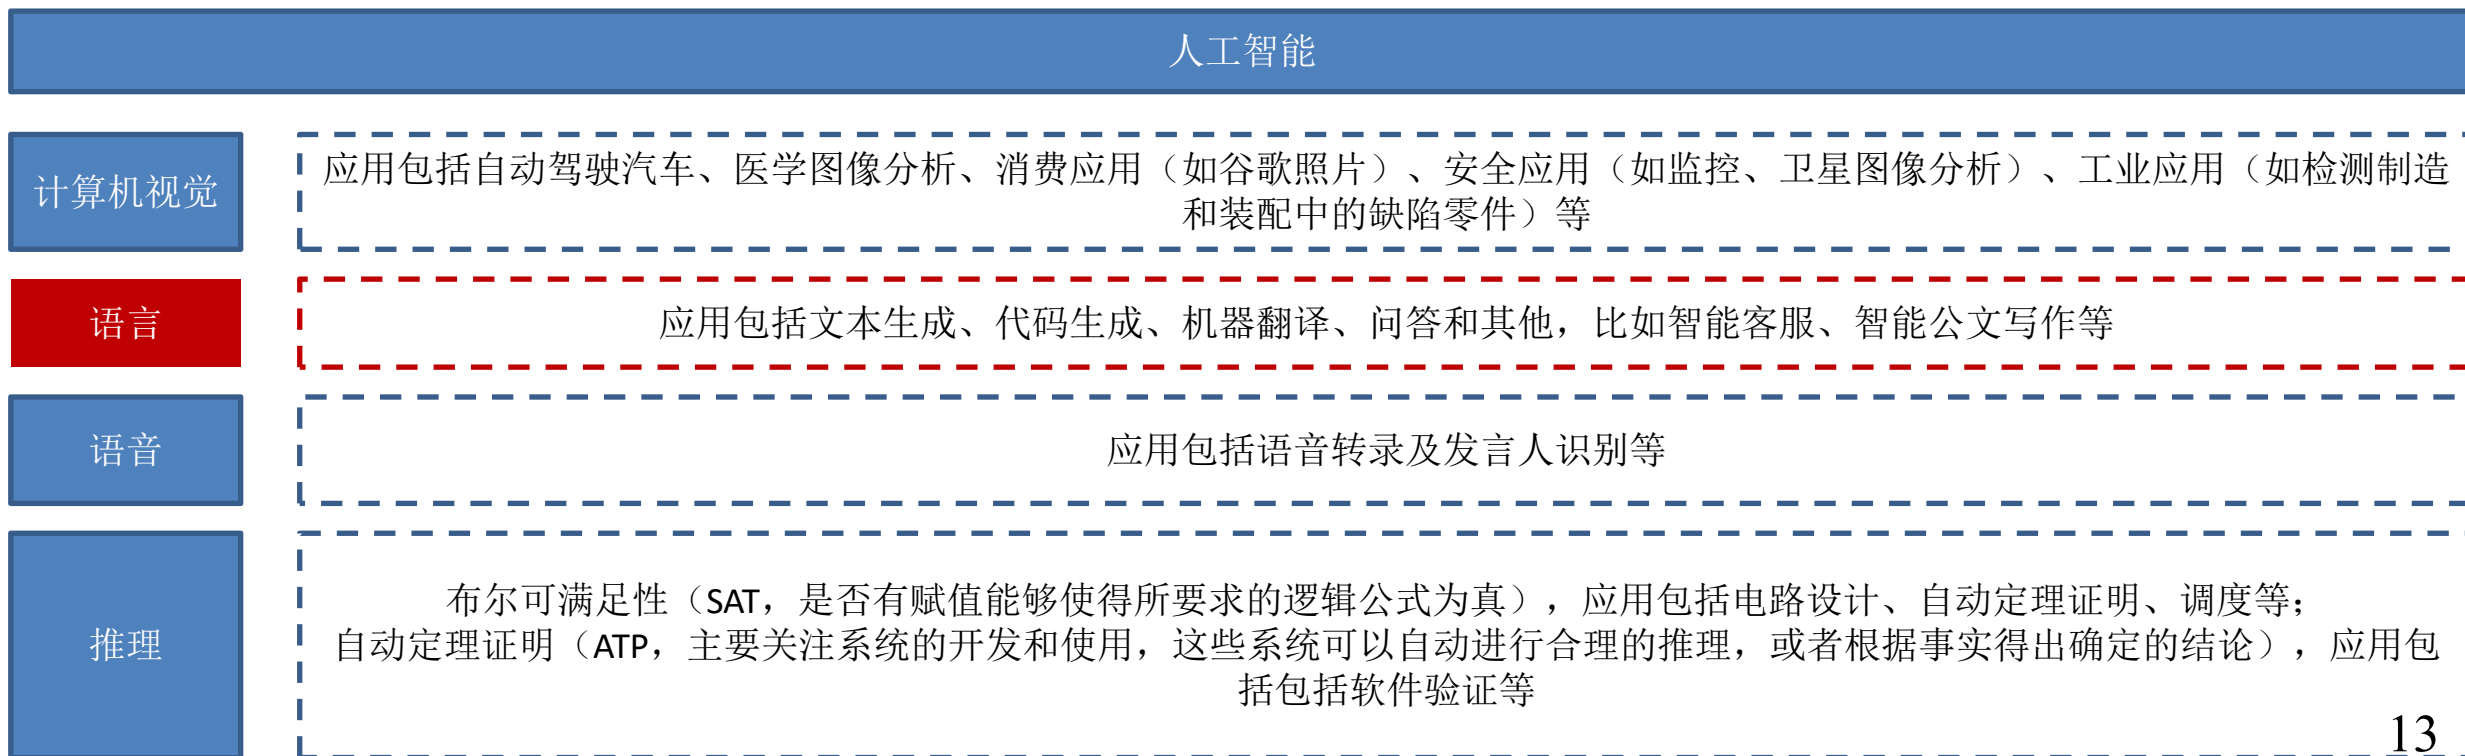 人工智能
计算机视觉
应用包括自动驾驶汽车、医学图像分析、消费应用（如谷歌照片）、安全应用（如监控、卫星图像分析）、工业应用（如检测制造
和装配中的缺陷零件）等
语言
应用包括文本生成、代码生成、机器翻译、问答和其他，比如智能客服、智能公文写作等
语音
应用包括语音转录及发言人识别等
推理
布尔可满足性（SAT，是否有赋值能够使得所要求的逻辑公式为真），应用包括电路设计、自动定理证明、调度等；
自动定理证明（ATP，主要关注系统的开发和使用，这些系统可以自动进行合理的推理，或者根据事实得出确定的结论），应用包
括包括软件验证等
13